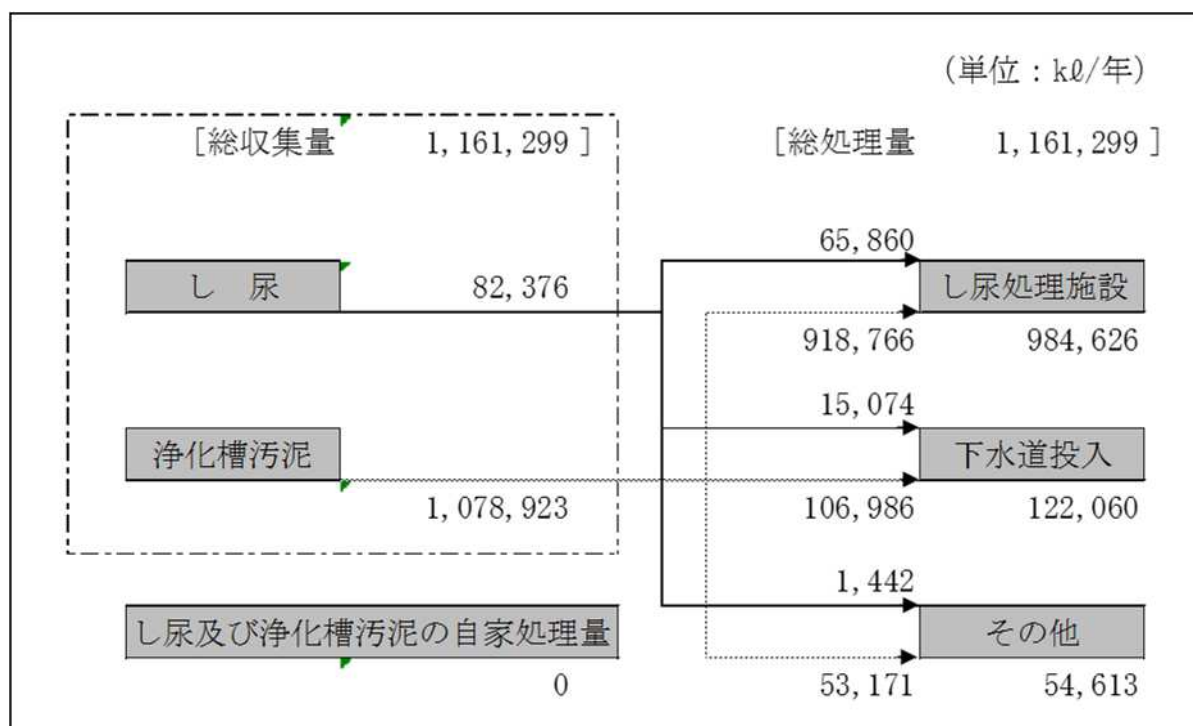 (単位:kℓ/年)
[総収集量 1,161,299 ] [総処理量 1,161,299 ]
65,860
し 尿 82,376 し尿処理施設
918,766 984,626
15,074
浄化槽汚泥 下水道投入
1,078,923 106,986 122,060
1,442
し尿及び浄化槽汚泥の自家処理量 その他
0 53,171 54,613